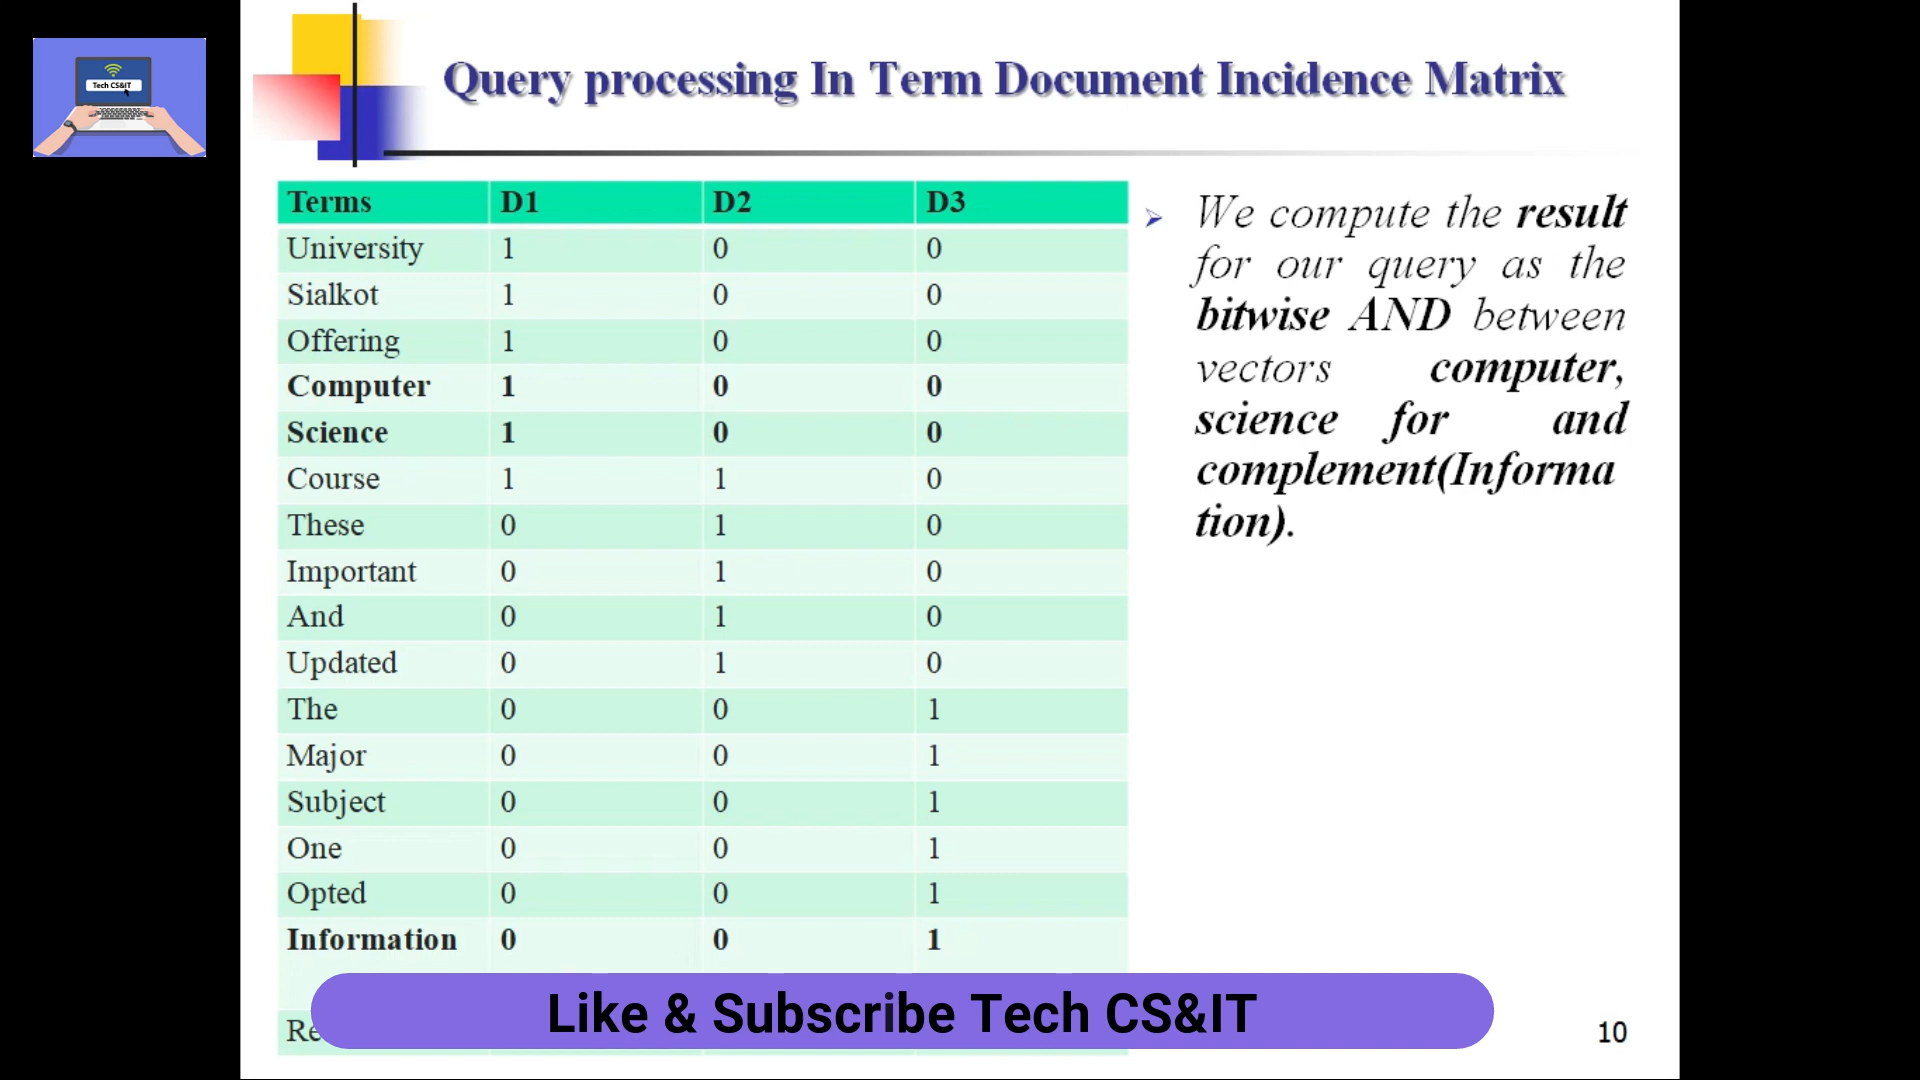 Tech CS&IT
Query processing In Term Document Incidence Matrix
Terms D1 D2 D3
University 1 0 0
Sialkot 1 0 0
Offering 1 0 0
Computer 1 0 0
Science 1 0 0
Course 1 1 0
These 0 1 0
Important 0 1 0
And 0 1 0
Updated 0 1 0
The 0 0 1
Major 0 0 1
Subject 0 0 1
One 0 0 1
Opted 0 0 1
Information 0 0 1
We compute the result
for our query as the
bitwise AND between
vectors computer,
science for and
complement(Informa
tion).
Like & Subscribe Tech CS&IT
10